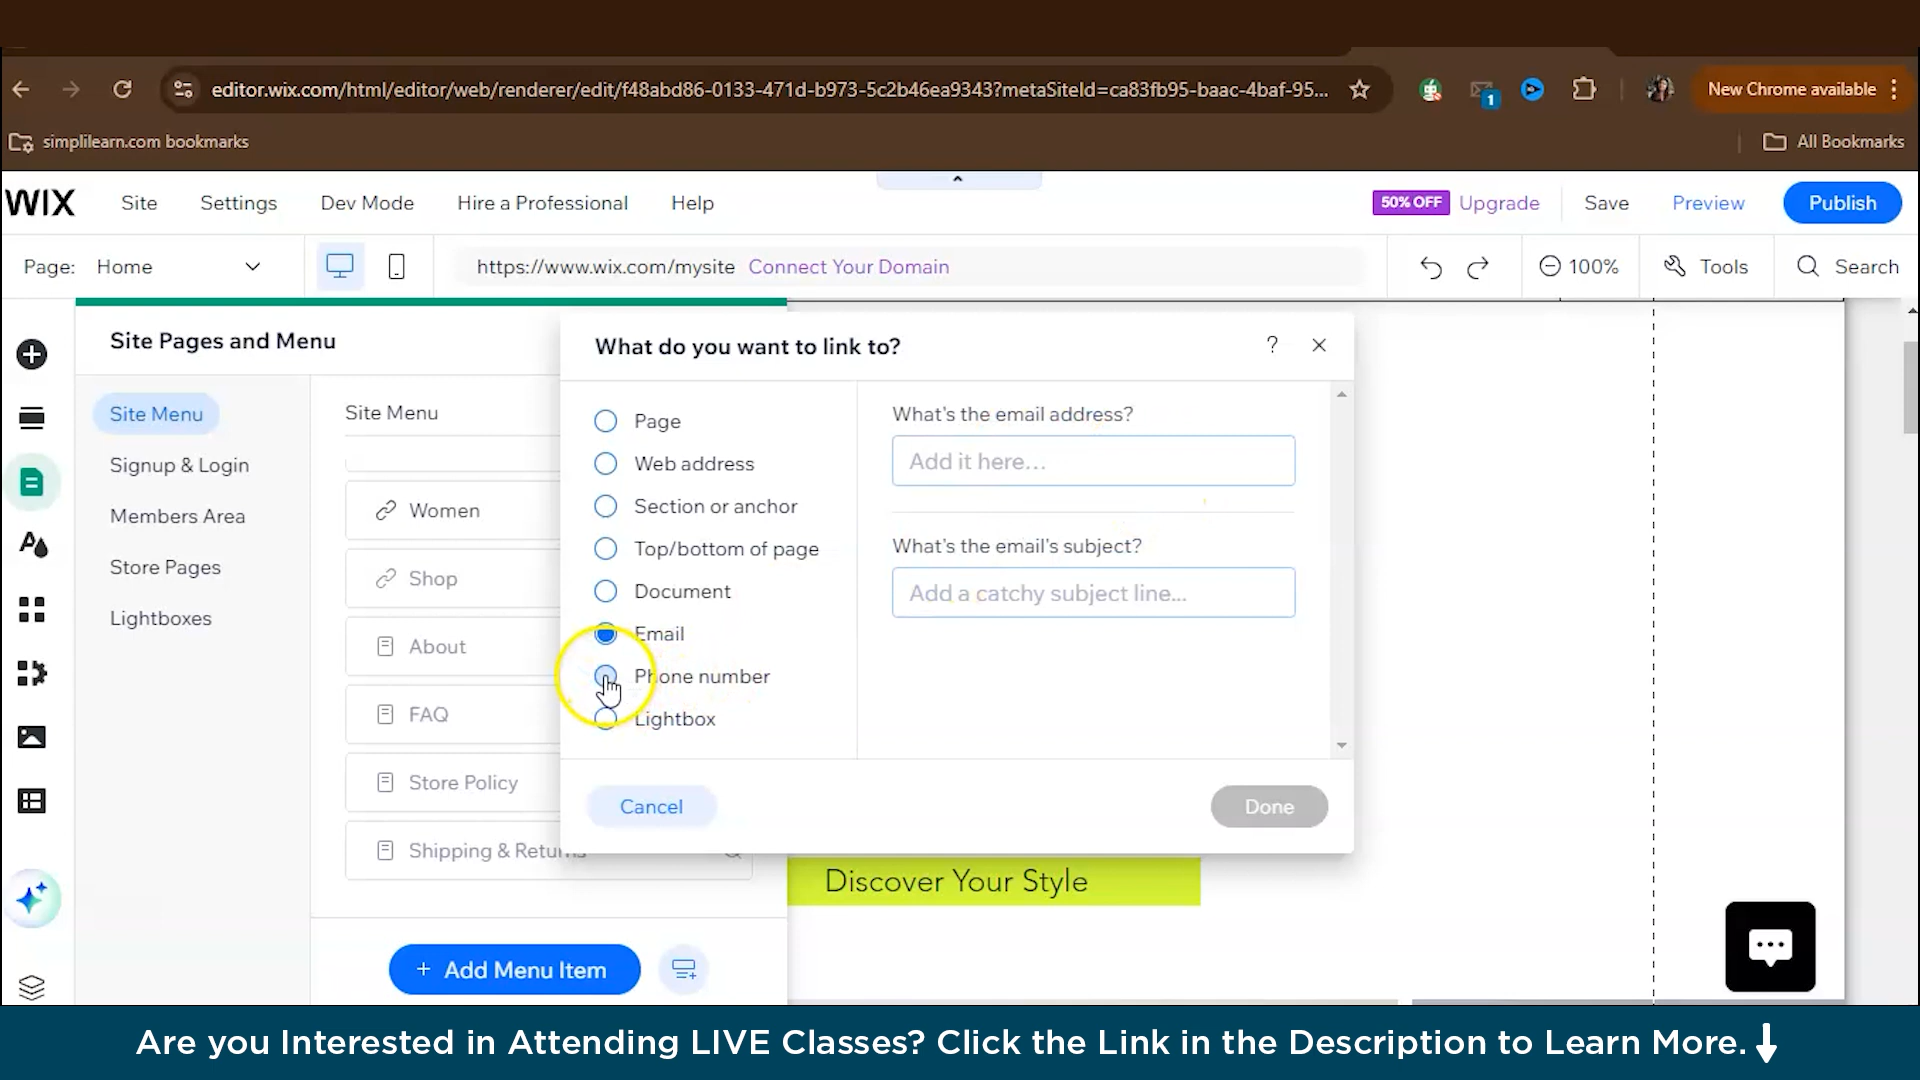 editor.wix.com/html/editor/web/renderer/edit/f48abd86-0133-471d-b973-5c2b46ea9343?metaSiteId=ca83fb95-baac-4baf-95...
1
New Chrome available
simplilearn.com bookmarks
All Bookmarks
WIX
Site
Settings
Dev Mode
Hire a Professional
Help
50% OFF
Upgrade
Save
Preview
Publish
Page:
Home
https://www.wix.com/mysite
Connect Your Domain
100%
Tools
Search
Site Pages and Menu
Site Menu
Signup & Login
Members Area
Store Pages
Lightboxes
Site Menu
Women
Shop
About
FAQ
Store Policy
Shipping & Returns
+ Add Menu Item
What do you want to link to?
?
Page
Web address
Section or anchor
Top/bottom of page
Document
Email
Phone number
Lightbox
What's the email address?
Add it here...
What's the email's subject?
Add a catchy subject line...
Cancel
Done
Discover Your Style
Are you Interested in Attending LIVE Classes? Click the Link in the Description to Learn More.